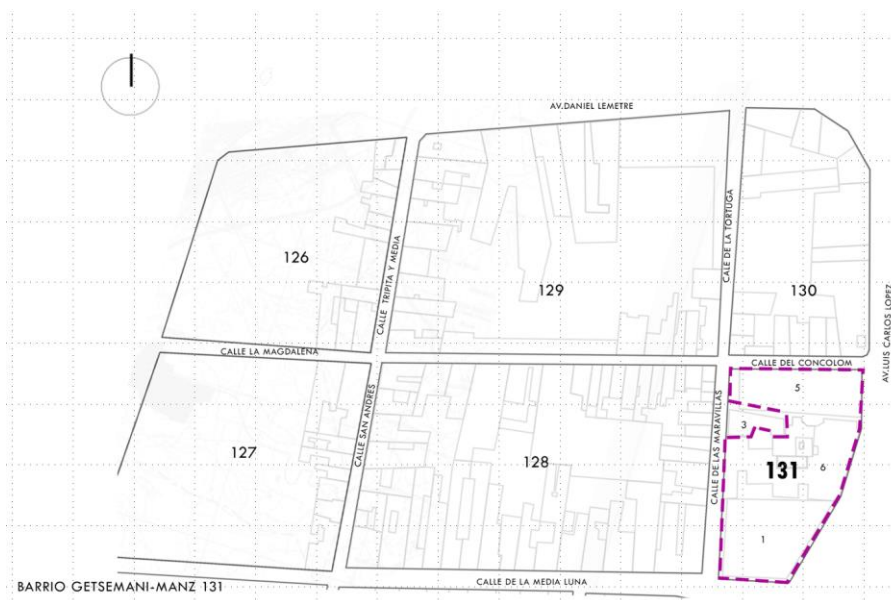 AV.DANIEL LEMETRE
CALLE TRIPITA Y MEDIA
CALE DE LA TORTUGA
126
129
130
AV.LUIS CARLOS LOPEZ
CALLE LA MAGDALENA
CALLE DEL CONCOLOM
5
CALLE SAN ANDRES
CALLE DE LAS MARAVILLAS
3
127
128
131
6
1
CALLE DE LA MEDIA LUNA
BARRIO GETSEMANI-MANZ 131